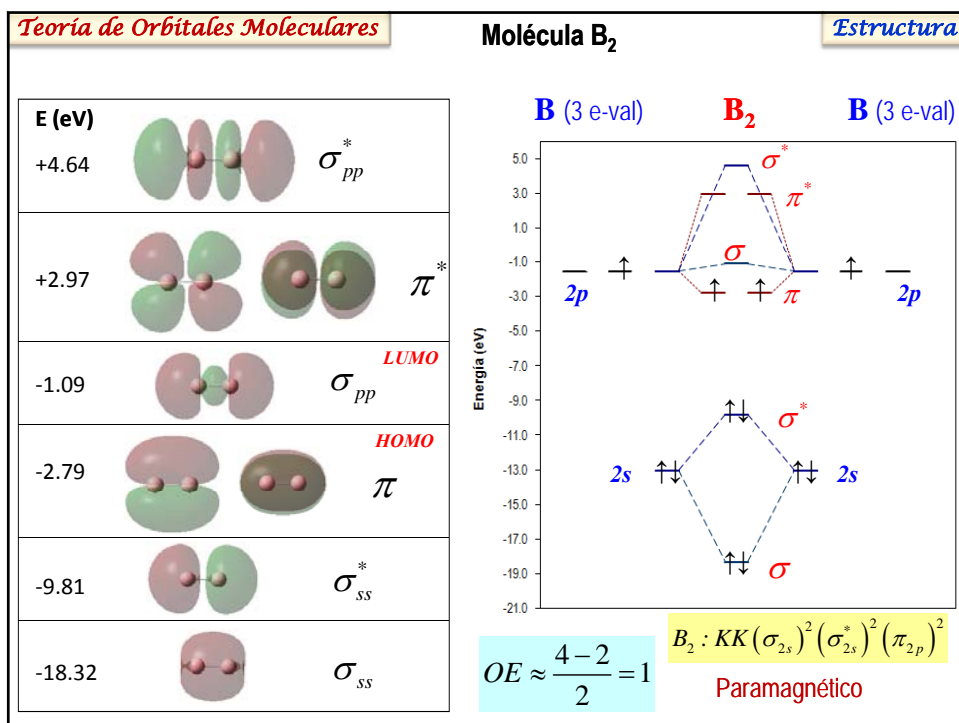 Teoría de Orbitales Moleculares
Molécula B₂
Estructura
E (eV)
+4.64 σ*pp
+2.97 π*
LUMO
-1.09 σpp
HOMO
-2.79 π
-9.81 σ*ss
-18.32 σss
B (3 e-val) B₂ B (3 e-val)
Energía (eV)
5.0
3.0
1.0
-1.0
-3.0
-5.0
-7.0
-9.0
-11.0
-13.0
-15.0
-17.0
-19.0
-21.0
σ*
π*
σ
2p π 2p
σ*
2s 2s
σ
OE ≈ (4 − 2)/2 = 1
B₂ : KK(σ₂s)²(σ*₂s)²(π₂p)²
Paramagnético